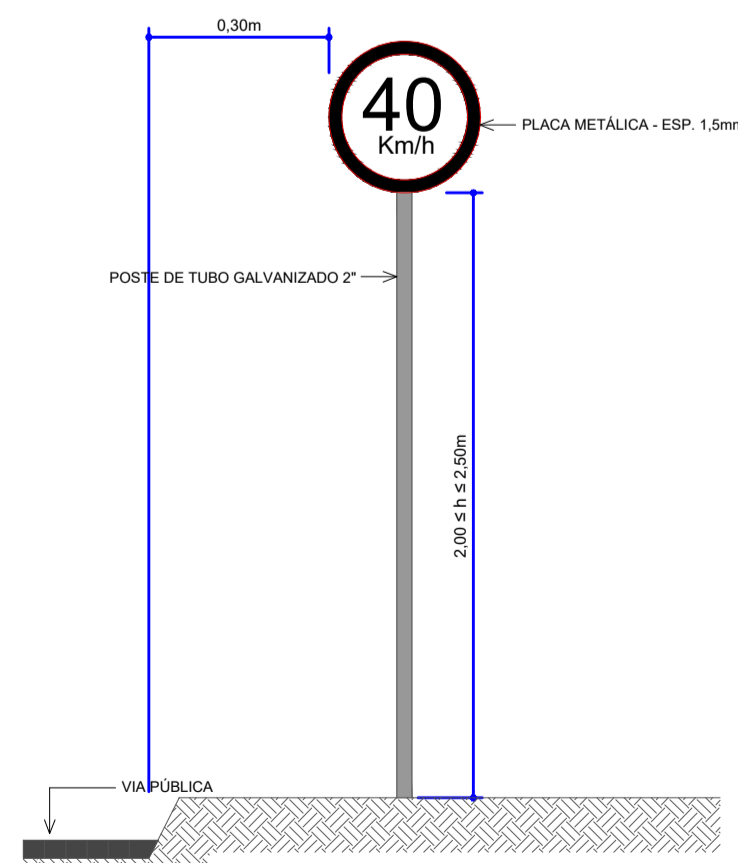 0,30m
40
Km/h
PLACA METÁLICA - ESP. 1,5mm
POSTE DE TUBO GALVANIZADO 2"
2,00 ≤ h ≤ 2,50m
VIA PÚBLICA